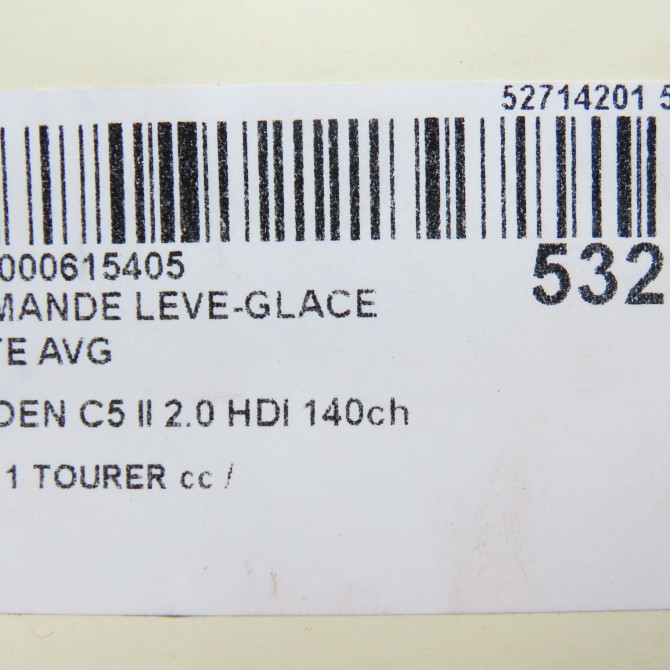 52714201 5
000615405
532
MANDE LEVE-GLACE
TE AVG
DEN C5 II 2.0 HDI 140ch
1 TOURER cc /